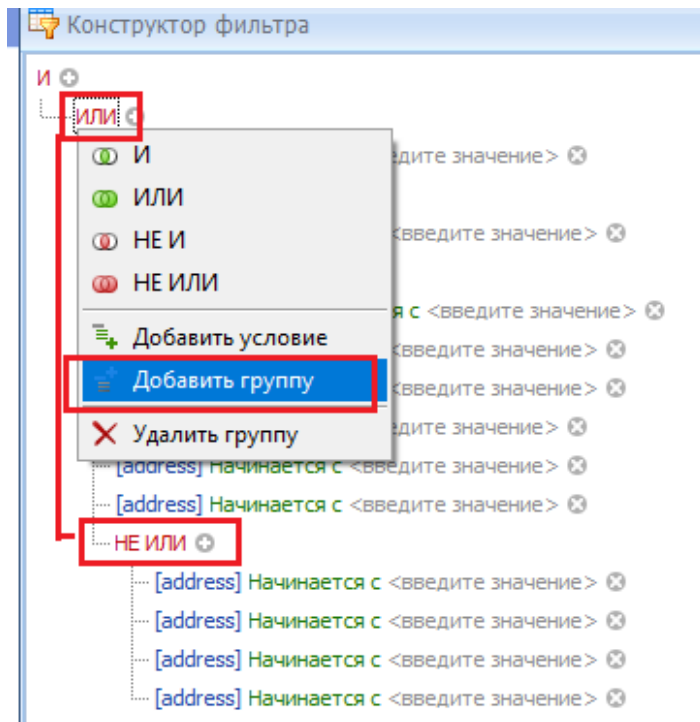 Конструктор фильтра
И
ИЛИ
И
ИЛИ
НЕ И
НЕ ИЛИ
Добавить условие
Добавить группу
Удалить группу
значение>
<введите значение>
с <введите значение>
<введите значение>
<введите значение>
значение>
[address] Начинается с <введите значение>
[address] Начинается с <введите значение>
НЕ ИЛИ
[address] Начинается с <введите значение>
[address] Начинается с <введите значение>
[address] Начинается с <введите значение>
[address] Начинается с <введите значение>